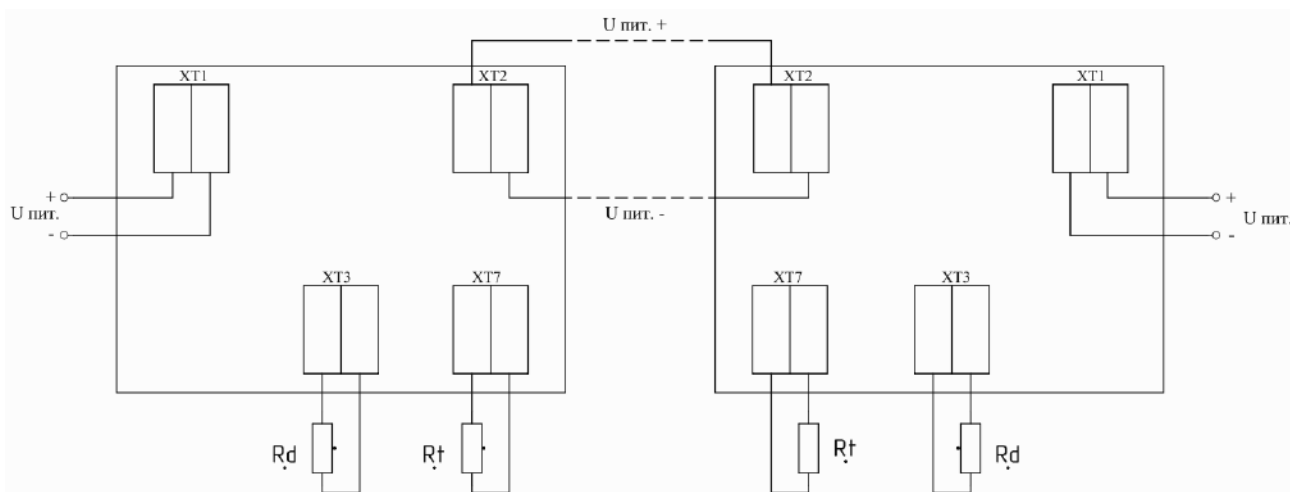 U пит. +
XT1
XT2
XT2
XT1
+
U пит.
-
U пит. -
+
U пит.
-
XT3
XT7
XT7
XT3
Rd
Rt
Rt
Rd